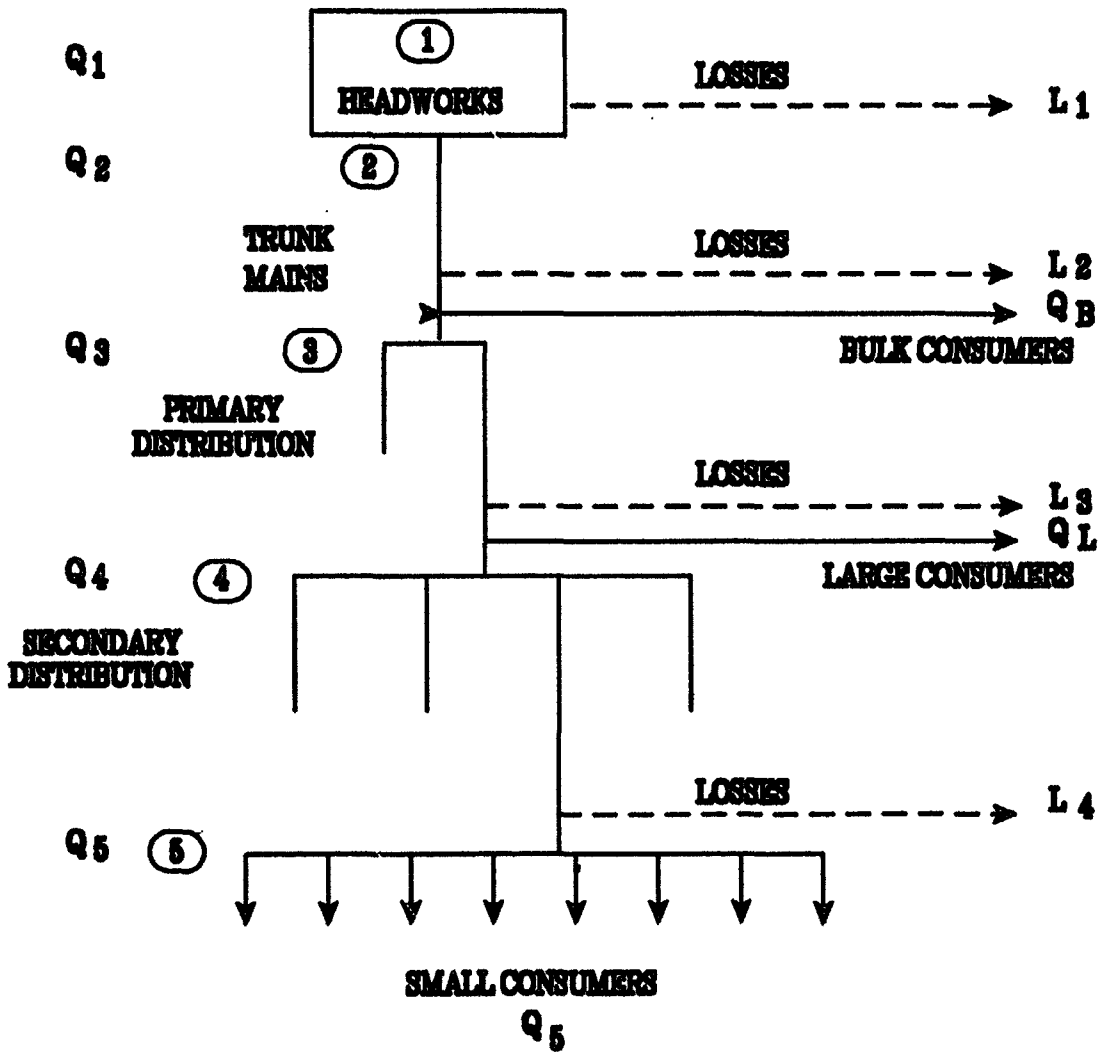 Q1
1
HEADWORKS
LOSSES
L1
Q2
2
TRUNK
MAINS
LOSSES
L2
QB
BULK CONSUMERS
Q3
3
PRIMARY
DISTRIBUTION
LOSSES
L3
QL
LARGE CONSUMERS
Q4
4
SECONDARY
DISTRIBUTION
LOSSES
L4
Q5
5
SMALL CONSUMERS
Q5